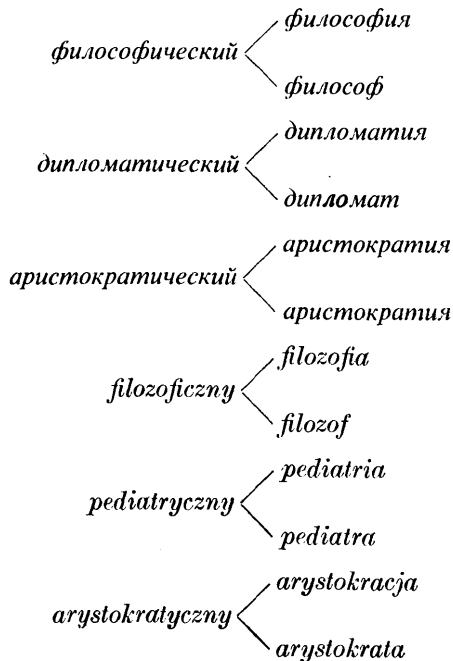 философия
философический
философ
дипломатия
дипломатический
дипломат
аристократия
аристократический
аристократия
filozofia
filozoficzny
filozof
pediatria
pediatryczny
pediatra
arystokracja
arystokratyczny
arystokrata